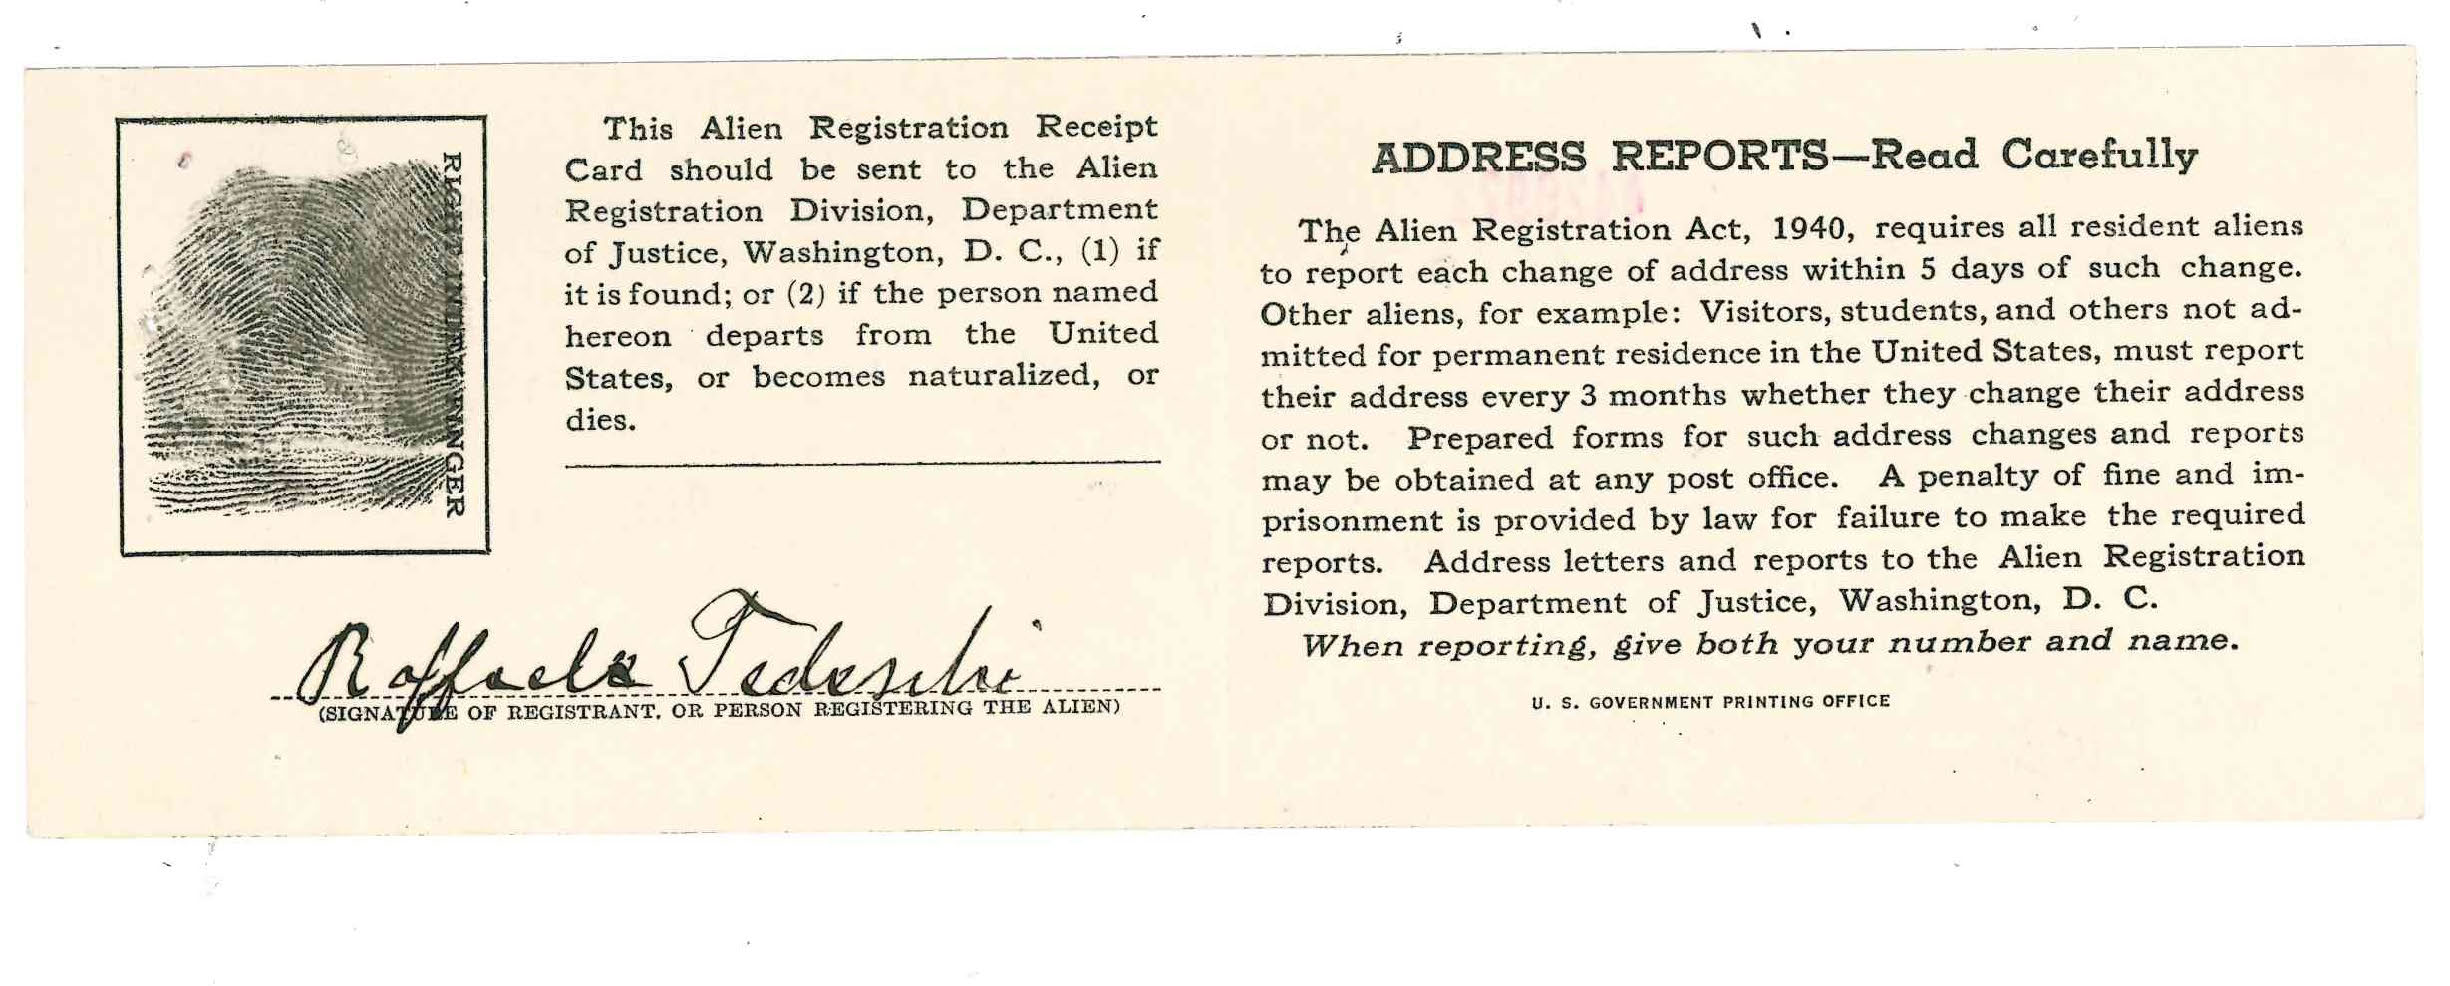 RIGHT INDEX FINGER
This Alien Registration Receipt
Card should be sent to the Alien
Registration Division, Department
of Justice, Washington, D. C., (1) if
it is found; or (2) if the person named
hereon departs from the United
States, or becomes naturalized, or
dies.
Raffaela Tedeschi
(SIGNATURE OF REGISTRANT, OR PERSON REGISTERING THE ALIEN)
ADDRESS REPORTS—Read Carefully
The Alien Registration Act, 1940, requires all resident aliens
to report each change of address within 5 days of such change.
Other aliens, for example: Visitors, students, and others not ad-
mitted for permanent residence in the United States, must report
their address every 3 months whether they change their address
or not. Prepared forms for such address changes and reports
may be obtained at any post office. A penalty of fine and im-
prisonment is provided by law for failure to make the required
reports. Address letters and reports to the Alien Registration
Division, Department of Justice, Washington, D. C.
When reporting, give both your number and name.
U. S. GOVERNMENT PRINTING OFFICE